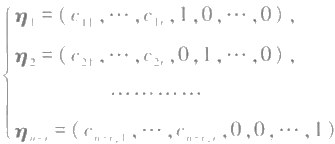 η₁ = ( c₁₁ , ⋯ , c₁ᵣ , 1 , 0 , ⋯ , 0 ) ,
η₂ = ( c₂₁ , ⋯ , c₂ᵣ , 0 , 1 , ⋯ , 0 ) ,
⋯⋯⋯⋯
ηₙ₋ᵣ = ( cₙ₋ᵣ,₁ , ⋯ , cₙ₋ᵣ,ᵣ , 0 , 0 , ⋯ , 1 )